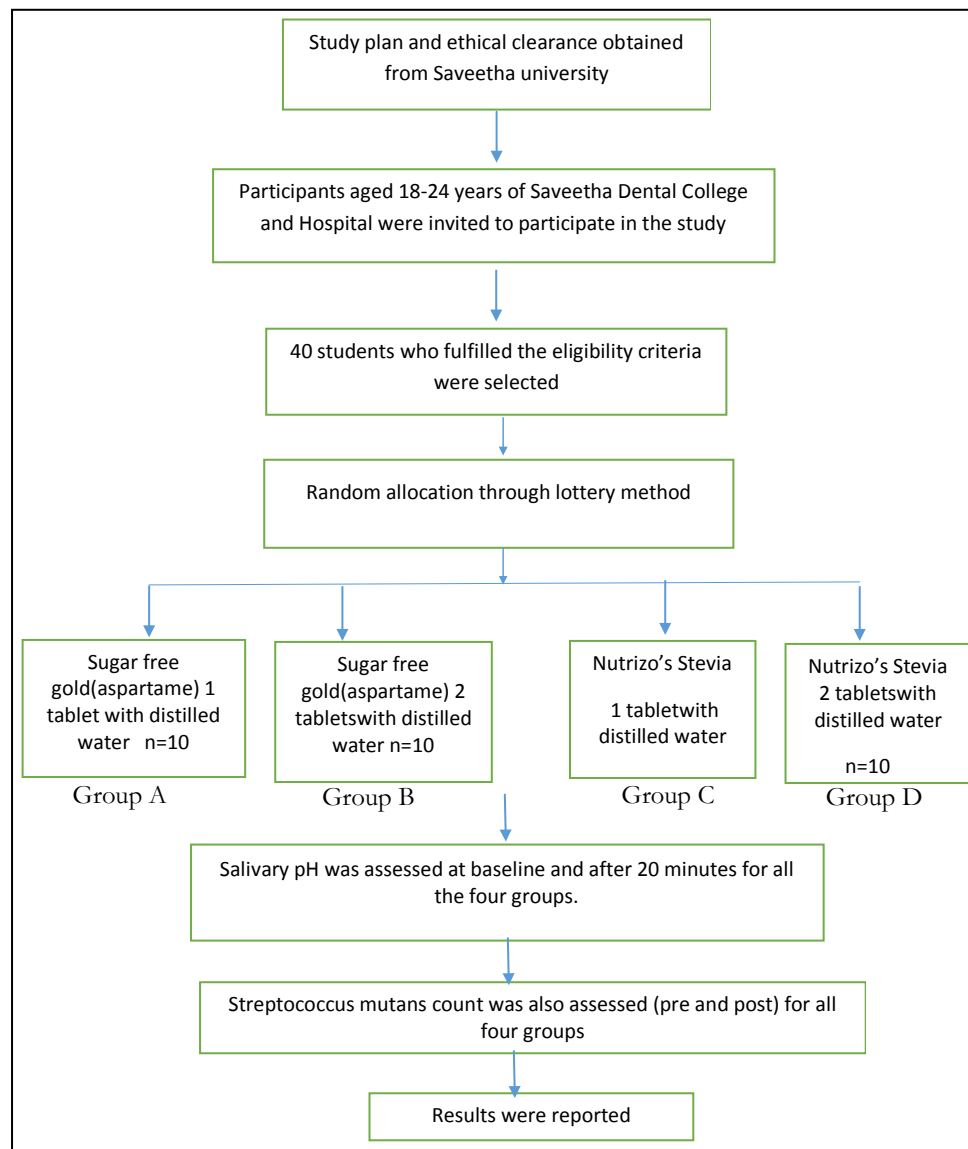 Study plan and ethical clearance obtained
from Saveetha university
Participants aged 18-24 years of Saveetha Dental College
and Hospital were invited to participate in the study
40 students who fulfilled the eligibility criteria
were selected
Random allocation through lottery method
Sugar free
gold(aspartame) 1
tablet with distilled
water n=10
Group A
Sugar free
gold(aspartame) 2
tabletswith distilled
water n=10
Group B
Nutrizo’s Stevia
1 tabletwith
distilled water
Group C
Nutrizo’s Stevia
2 tabletswith
distilled water
n=10
Group D
Salivary pH was assessed at baseline and after 20 minutes for all
the four groups.
Streptococcus mutans count was also assessed (pre and post) for all
four groups
Results were reported